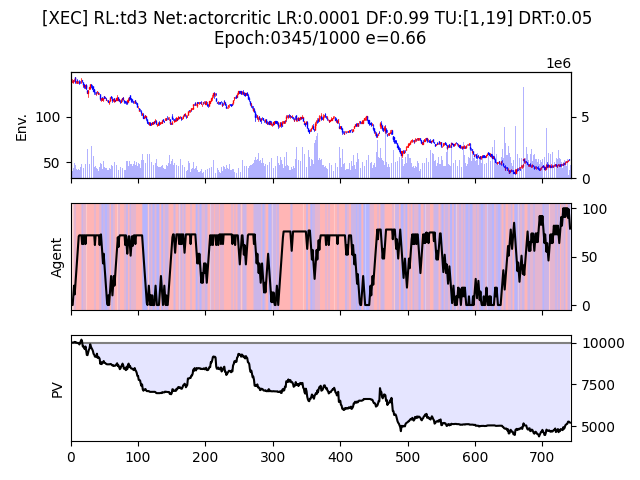 [XEC] RL:td3 Net:actorcritic LR:0.0001 DF:0.99 TU:[1,19] DRT:0.05
Epoch:0345/1000 e=0.66
1e6
Env.
100
50
5
0
Agent
100
50
0
PV
10000
7500
5000
0 100 200 300 400 500 600 700